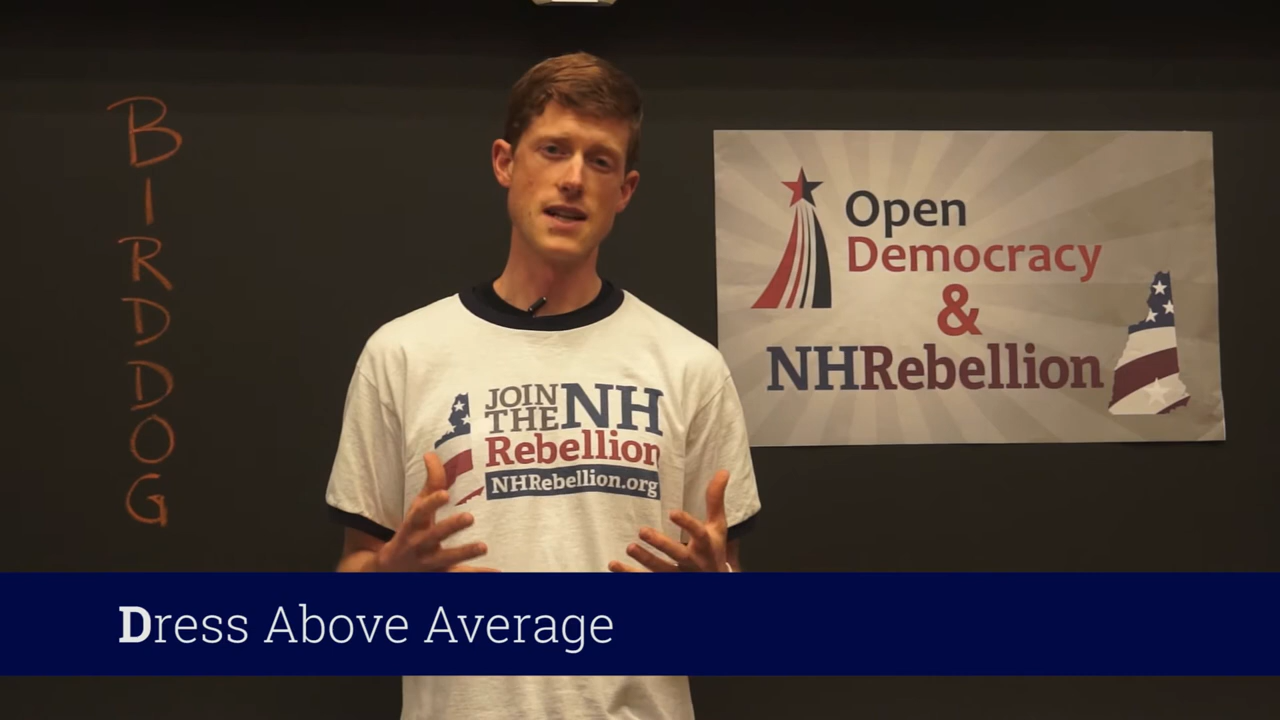 B
I
R
D
D
O
G
Open
Democracy
&
NHRebellion
JOIN
THE NH
Rebellion
NHRebellion.org
Dress Above Average